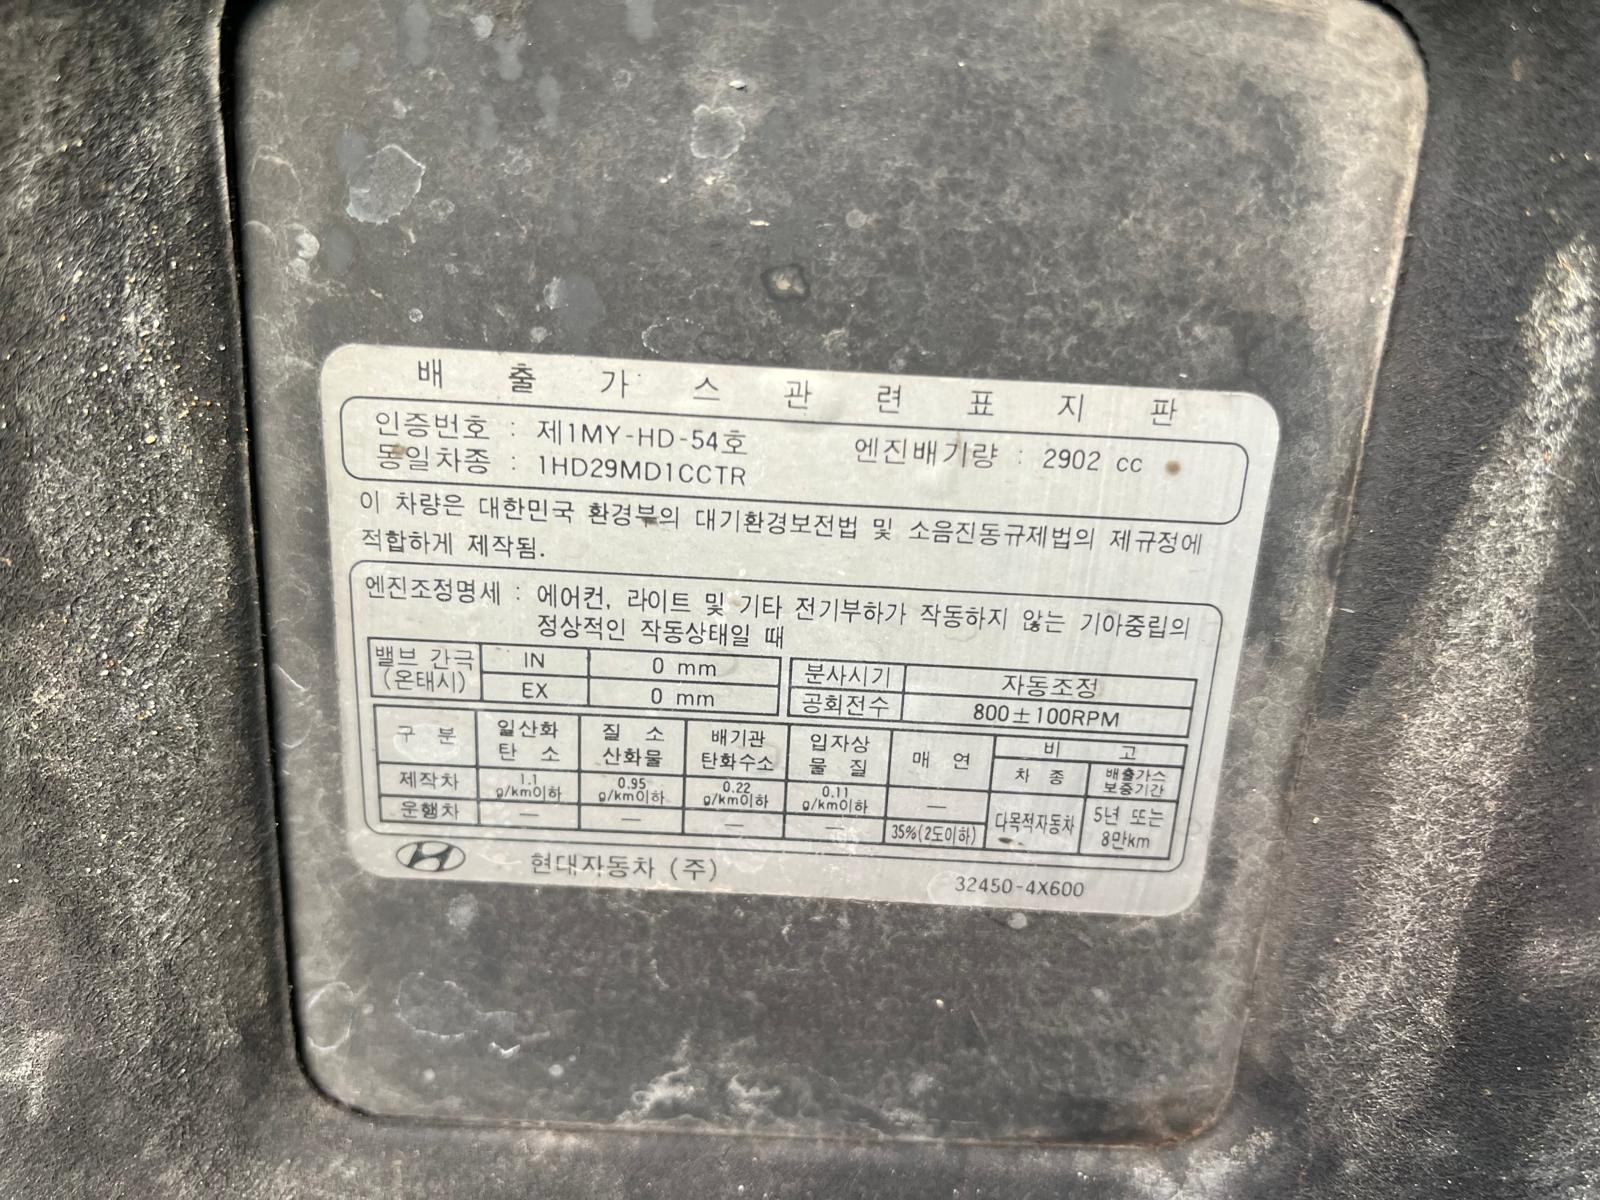 배출가스관련표지판
인증번호 : 제1MY-HD-54호 엔진배기량 : 2902 cc
동일차종 : 1HD29MD1CCTR
이 차량은 대한민국 환경부의 대기환경보전법 및 소음진동규제법의 제규정에
적합하게 제작됨.
엔진조정명세 : 에어컨, 라이트 및 기타 전기부하가 작동하지 않는 기아중립의
정상적인 작동상태일 때
밸브 간극 (온태시) IN 0 mm 분사시기 자동조정
EX 0 mm 공회전수 800±100RPM
구 분 일산화탄소 질소산화물 배기관탄화수소 입자상물질 매 연 비 고
차 종 배출가스보증기간
제작차 1.1 g/km이하 0.95 g/km이하 0.22 g/km이하 0.11 g/km이하 — 다목적자동차 5년 또는 8만km
운행차 — — — — 35%(2도이하)
현대자동차 (주) 32450-4X600